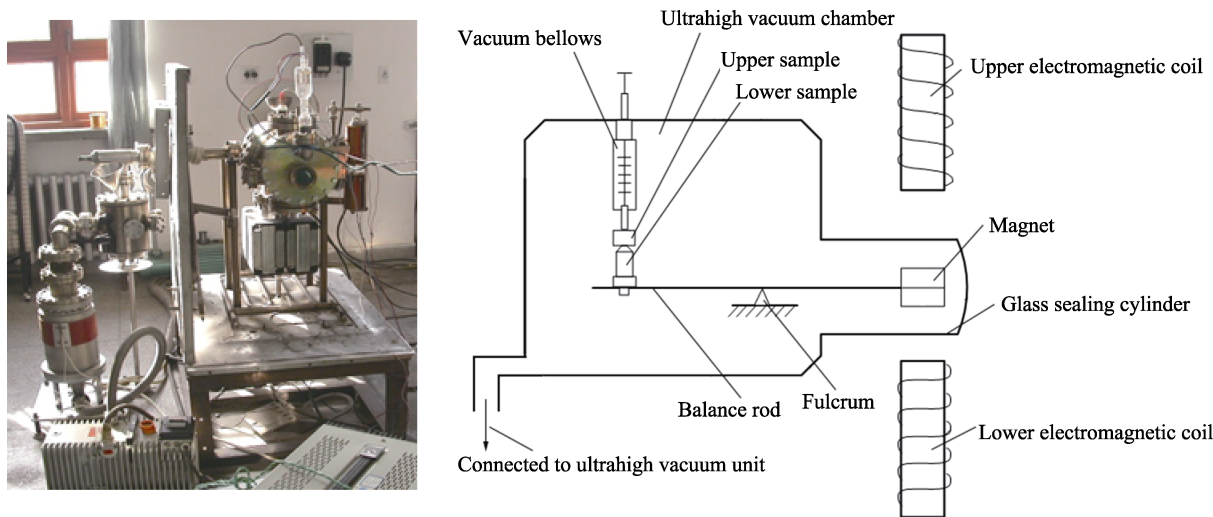 Ultrahigh vacuum chamber
Vacuum bellows
Upper sample
Lower sample
Upper electromagnetic coil
Magnet
Glass sealing cylinder
Balance rod
Fulcrum
Lower electromagnetic coil
Connected to ultrahigh vacuum unit